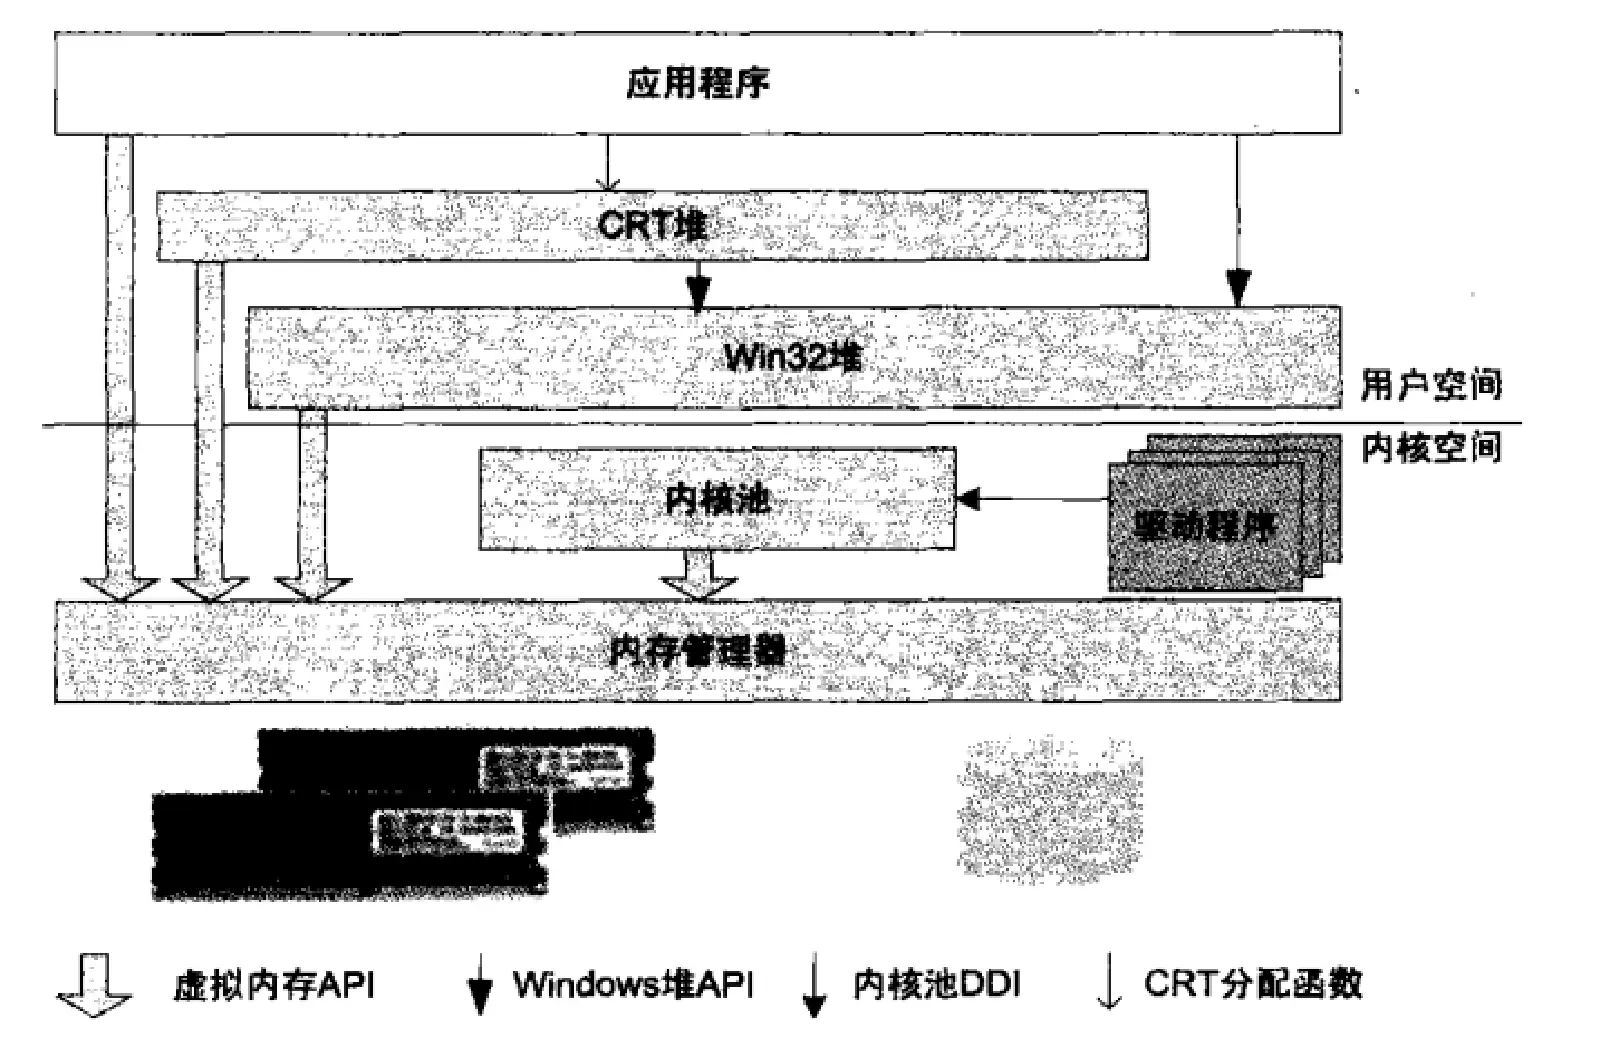 应用程序
CRT堆
Win32堆
用户空间
内核空间
内核池
驱动程序
内存管理器
虚拟内存API
Windows堆API
内核池DDI
CRT分配函数